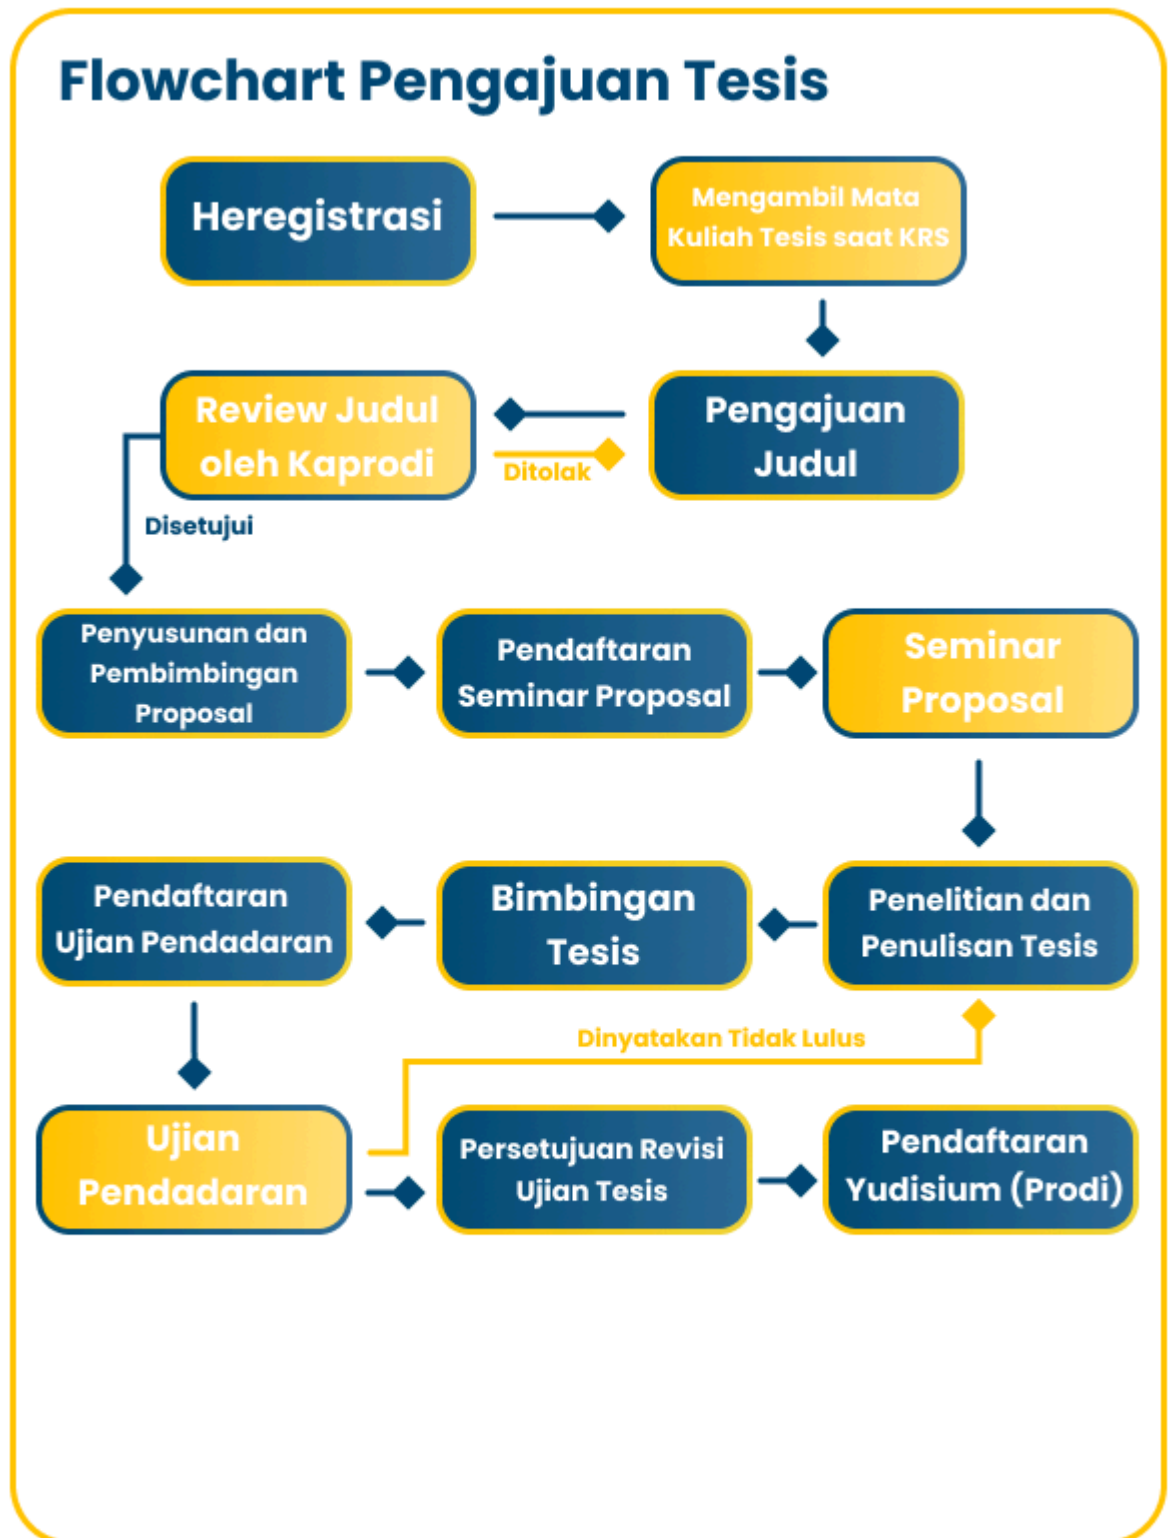 Flowchart Pengajuan Tesis
Heregistrasi
Mengambil Mata
Kuliah Tesis saat KRS
Pengajuan
Judul
Review Judul
oleh Kaprodi
Ditolak
Disetujui
Penyusunan dan
Pembimbingan
Proposal
Pendaftaran
Seminar Proposal
Seminar
Proposal
Penelitian dan
Penulisan Tesis
Bimbingan
Tesis
Pendaftaran
Ujian Pendadaran
Dinyatakan Tidak Lulus
Ujian
Pendadaran
Persetujuan Revisi
Ujian Tesis
Pendaftaran
Yudisium (Prodi)